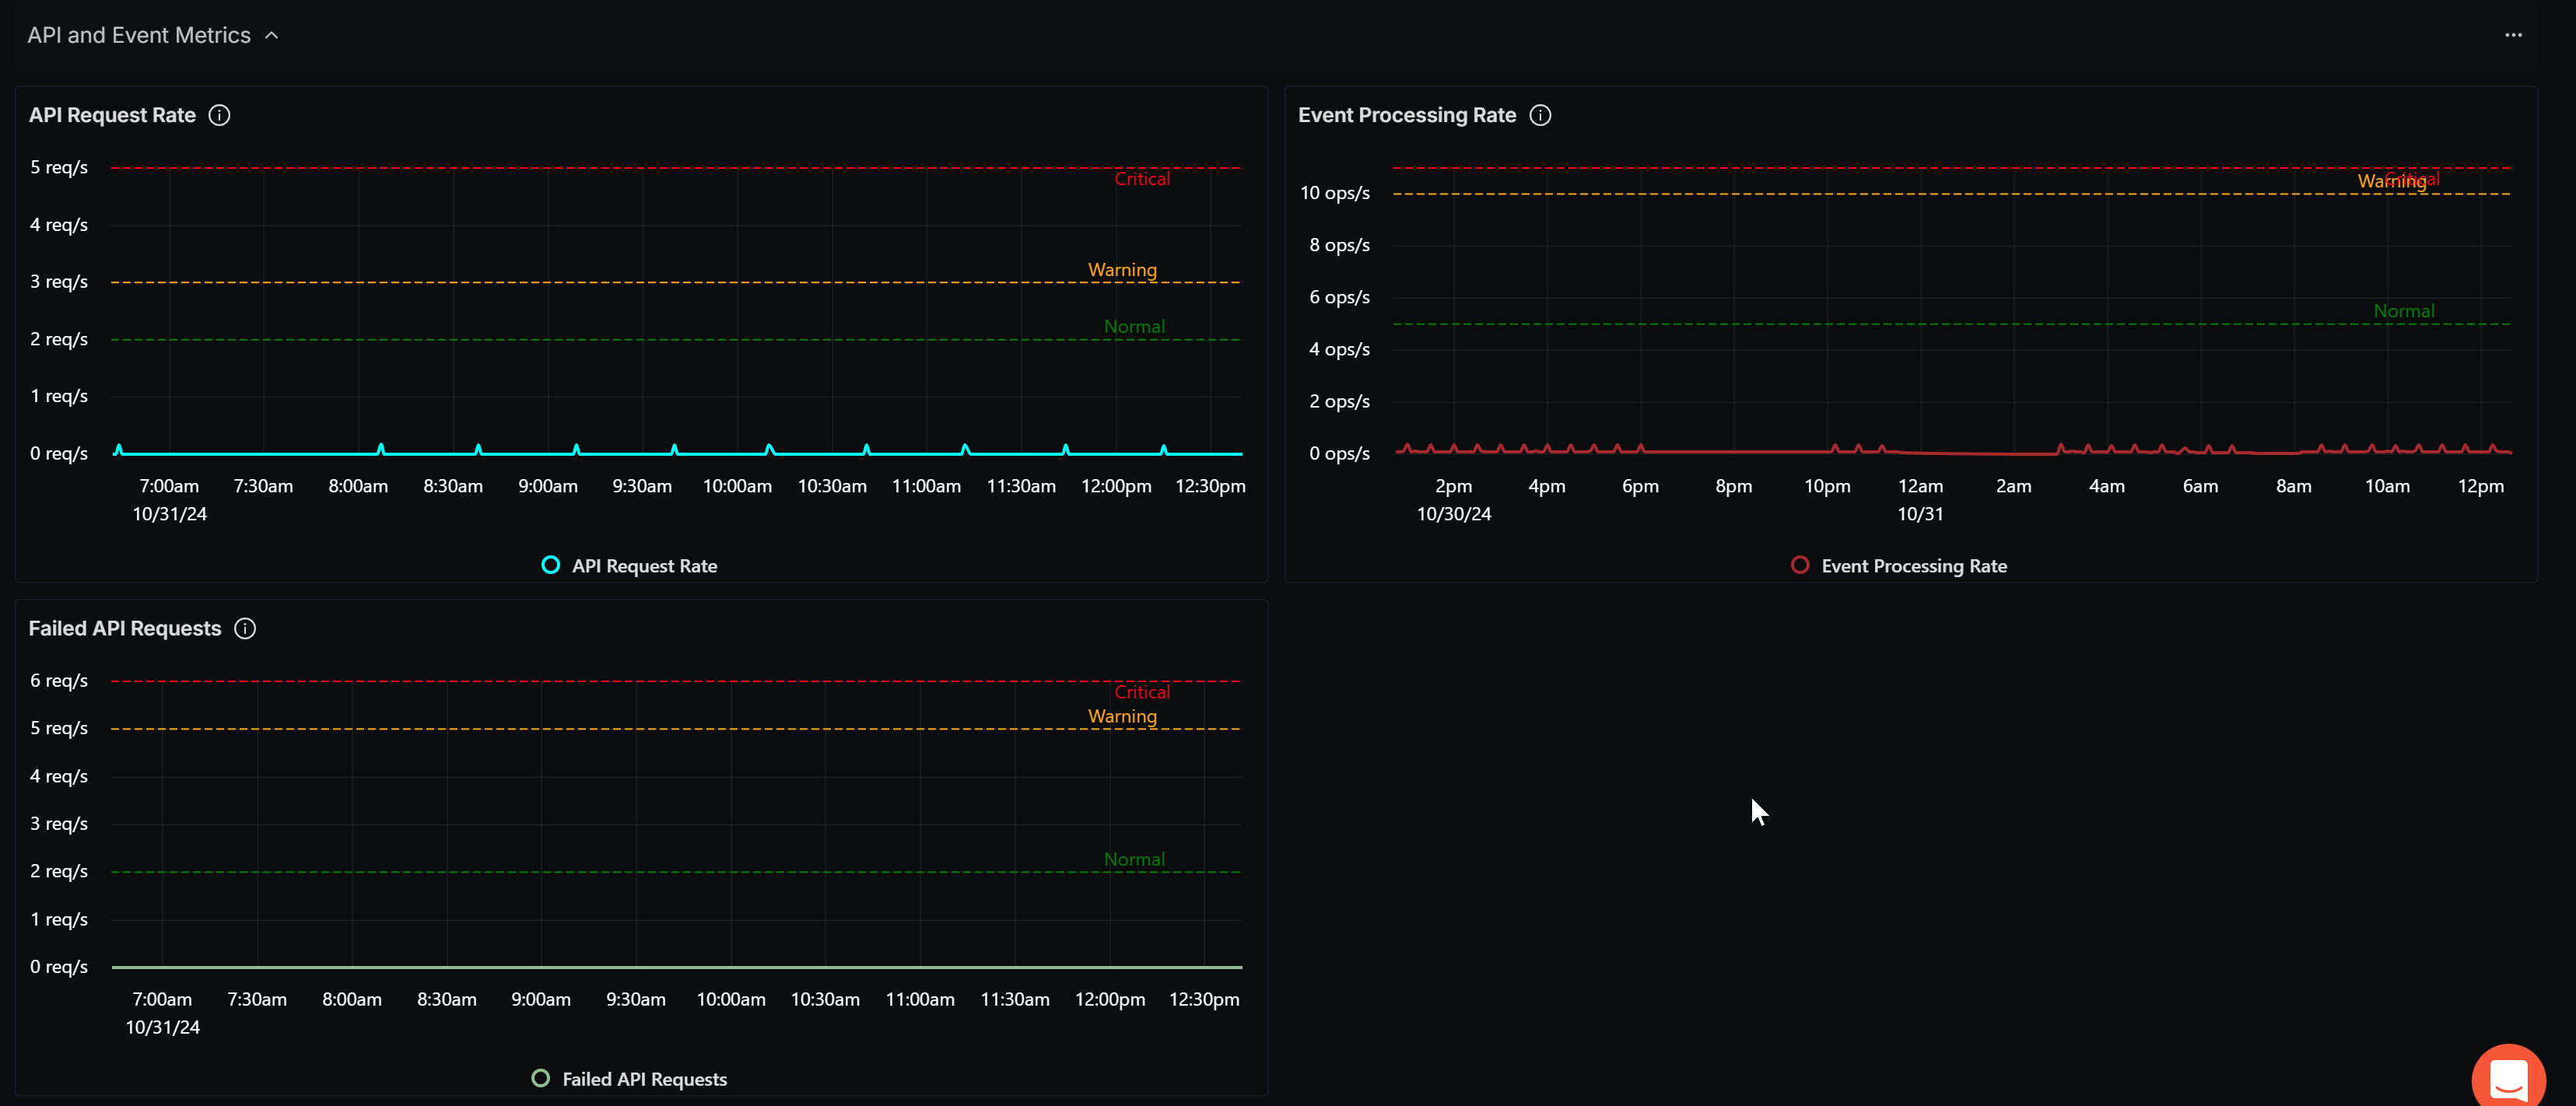 API and Event Metrics
API Request Rate
5 req/s
Critical
4 req/s
Warning
3 req/s
Normal
2 req/s
1 req/s
0 req/s
7:00am 7:30am 8:00am 8:30am 9:00am 9:30am 10:00am 10:30am 11:00am 11:30am 12:00pm 12:30pm
10/31/24
API Request Rate
Event Processing Rate
Critical
Warning
10 ops/s
8 ops/s
6 ops/s
Normal
4 ops/s
2 ops/s
0 ops/s
2pm 4pm 6pm 8pm 10pm 12am 2am 4am 6am 8am 10am 12pm
10/30/24 10/31
Event Processing Rate
Failed API Requests
6 req/s
Critical
Warning
5 req/s
4 req/s
3 req/s
Normal
2 req/s
1 req/s
0 req/s
7:00am 7:30am 8:00am 8:30am 9:00am 9:30am 10:00am 10:30am 11:00am 11:30am 12:00pm 12:30pm
10/31/24
Failed API Requests